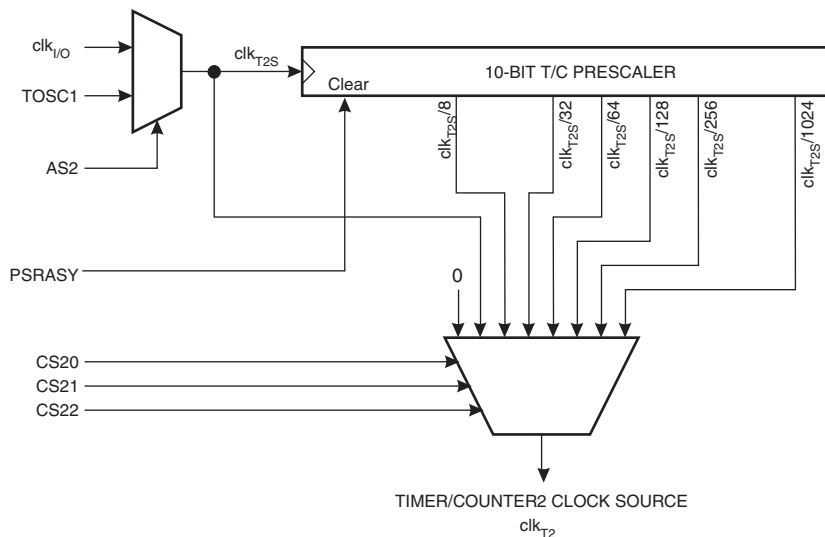 clkI/O
clkT2S
10-BIT T/C PRESCALER
Clear
TOSC1
clkT2S/8
clkT2S/32
clkT2S/64
clkT2S/128
clkT2S/256
clkT2S/1024
AS2
PSRASY
0
CS20
CS21
CS22
TIMER/COUNTER2 CLOCK SOURCE
clkT2